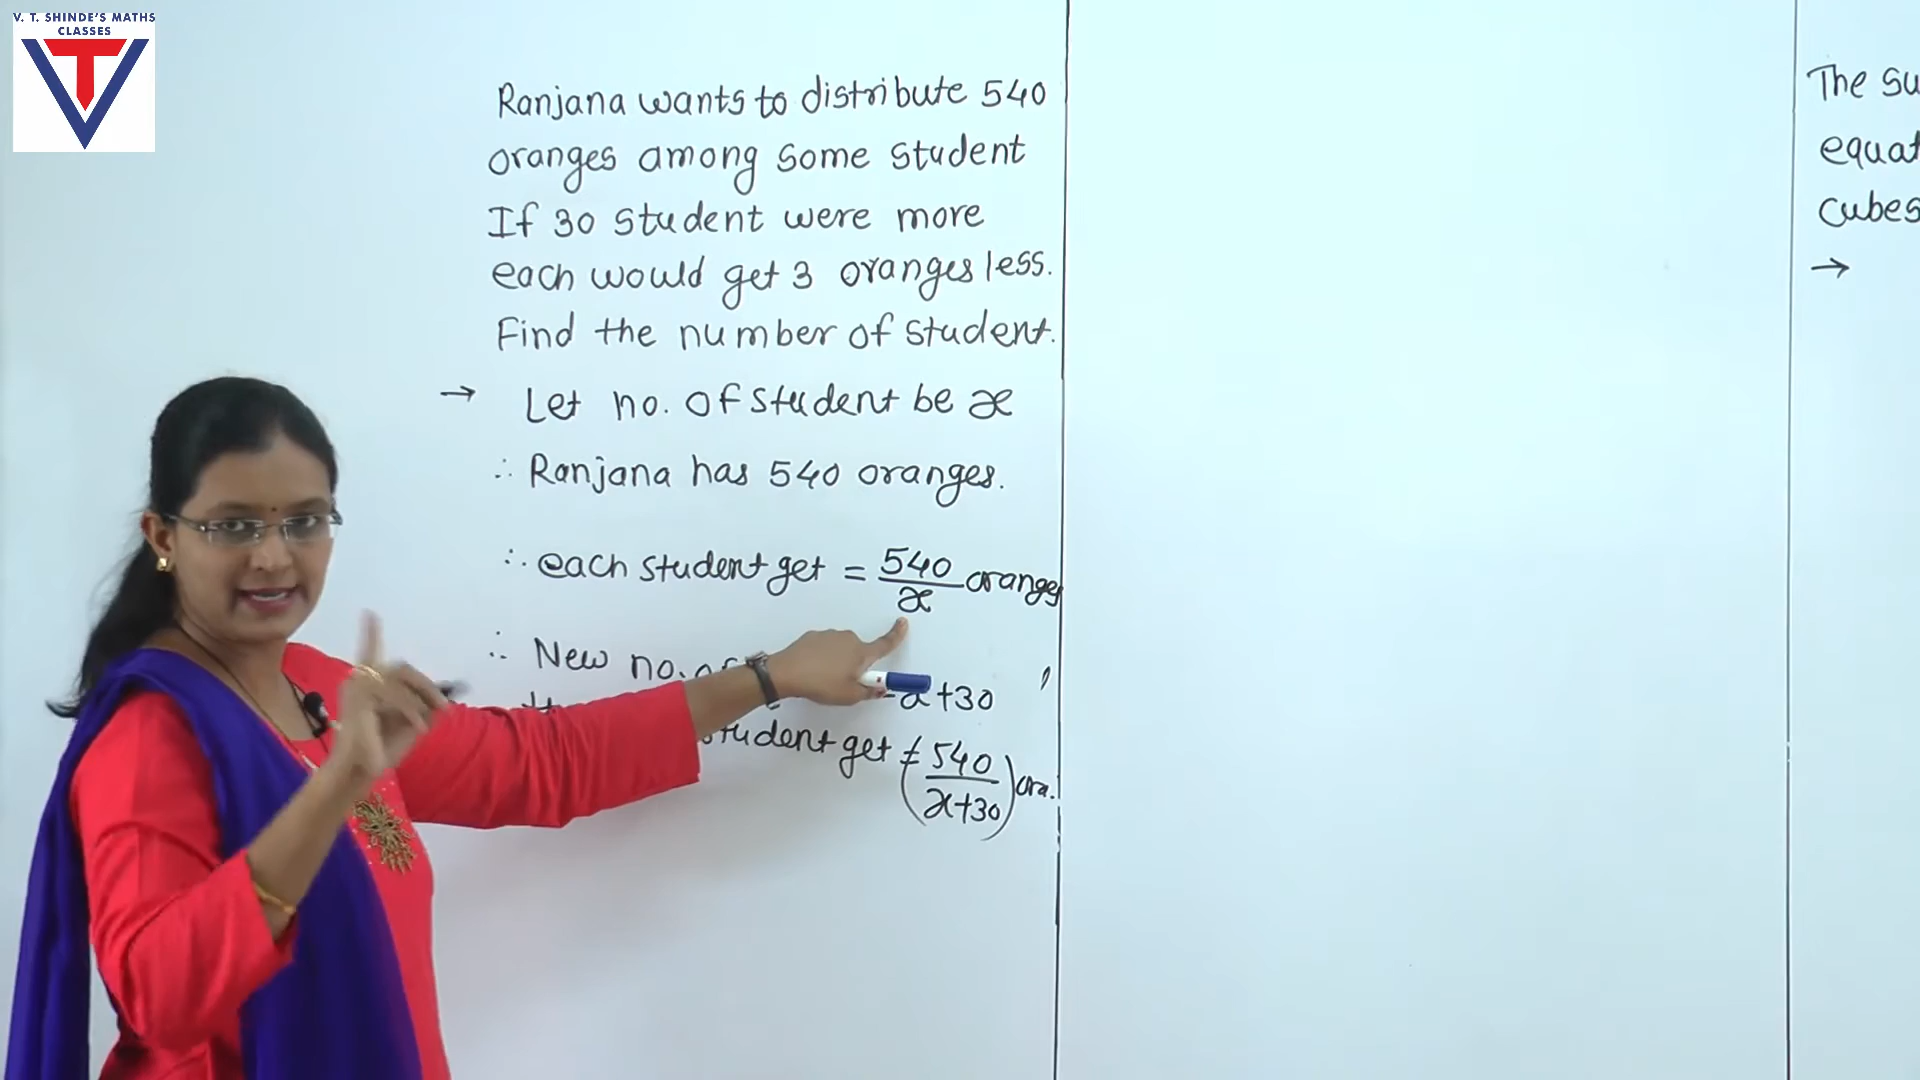 V. T. SHINDE'S MATHS
CLASSES
Ranjana wants to distribute 540
oranges among some student
If 30 student were more
each would get 3 oranges less.
Find the number of student.
→ Let no. of student be x
∴ Ranjana has 540 oranges.
∴ each student get = 540/x oranges
∴ New no. of
x+30
student get = (540/x+30) ora.
The su
equat
cubes
→